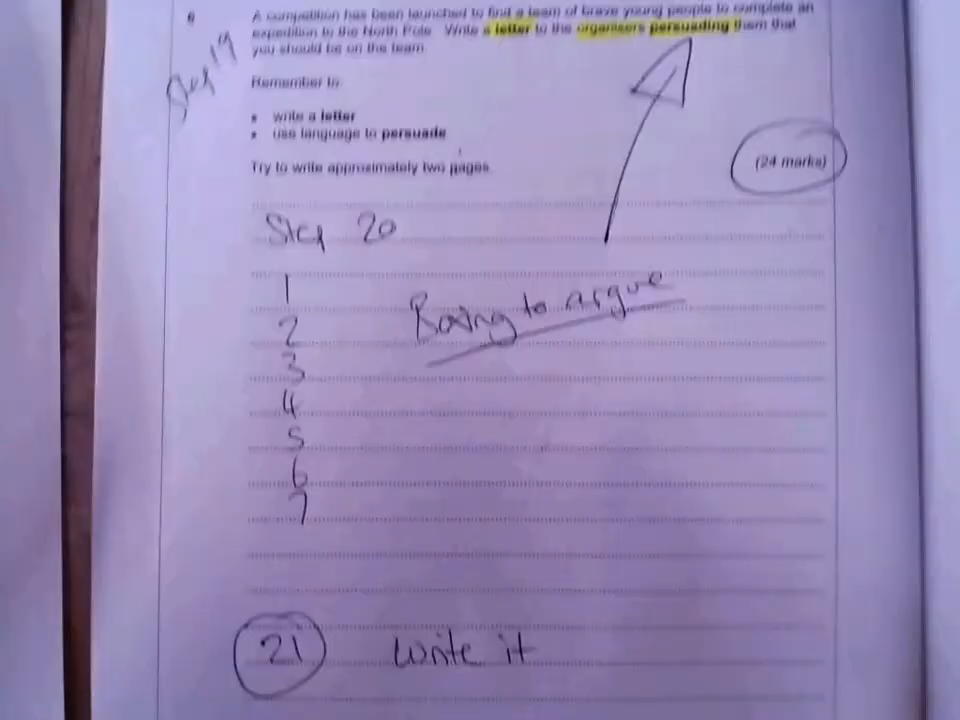 6 A competition has been launched to find a team of brave young people to complete an
expedition to the North Pole. Write a letter to the organisers persuading them that
you should be on the team.
Step 19
Remember to:
• write a letter
• use language to persuade
Try to write approximately two pages.
(24 marks)
Step 20
1
Boxing to argue
2
3
4
5
6
7
21 Write it